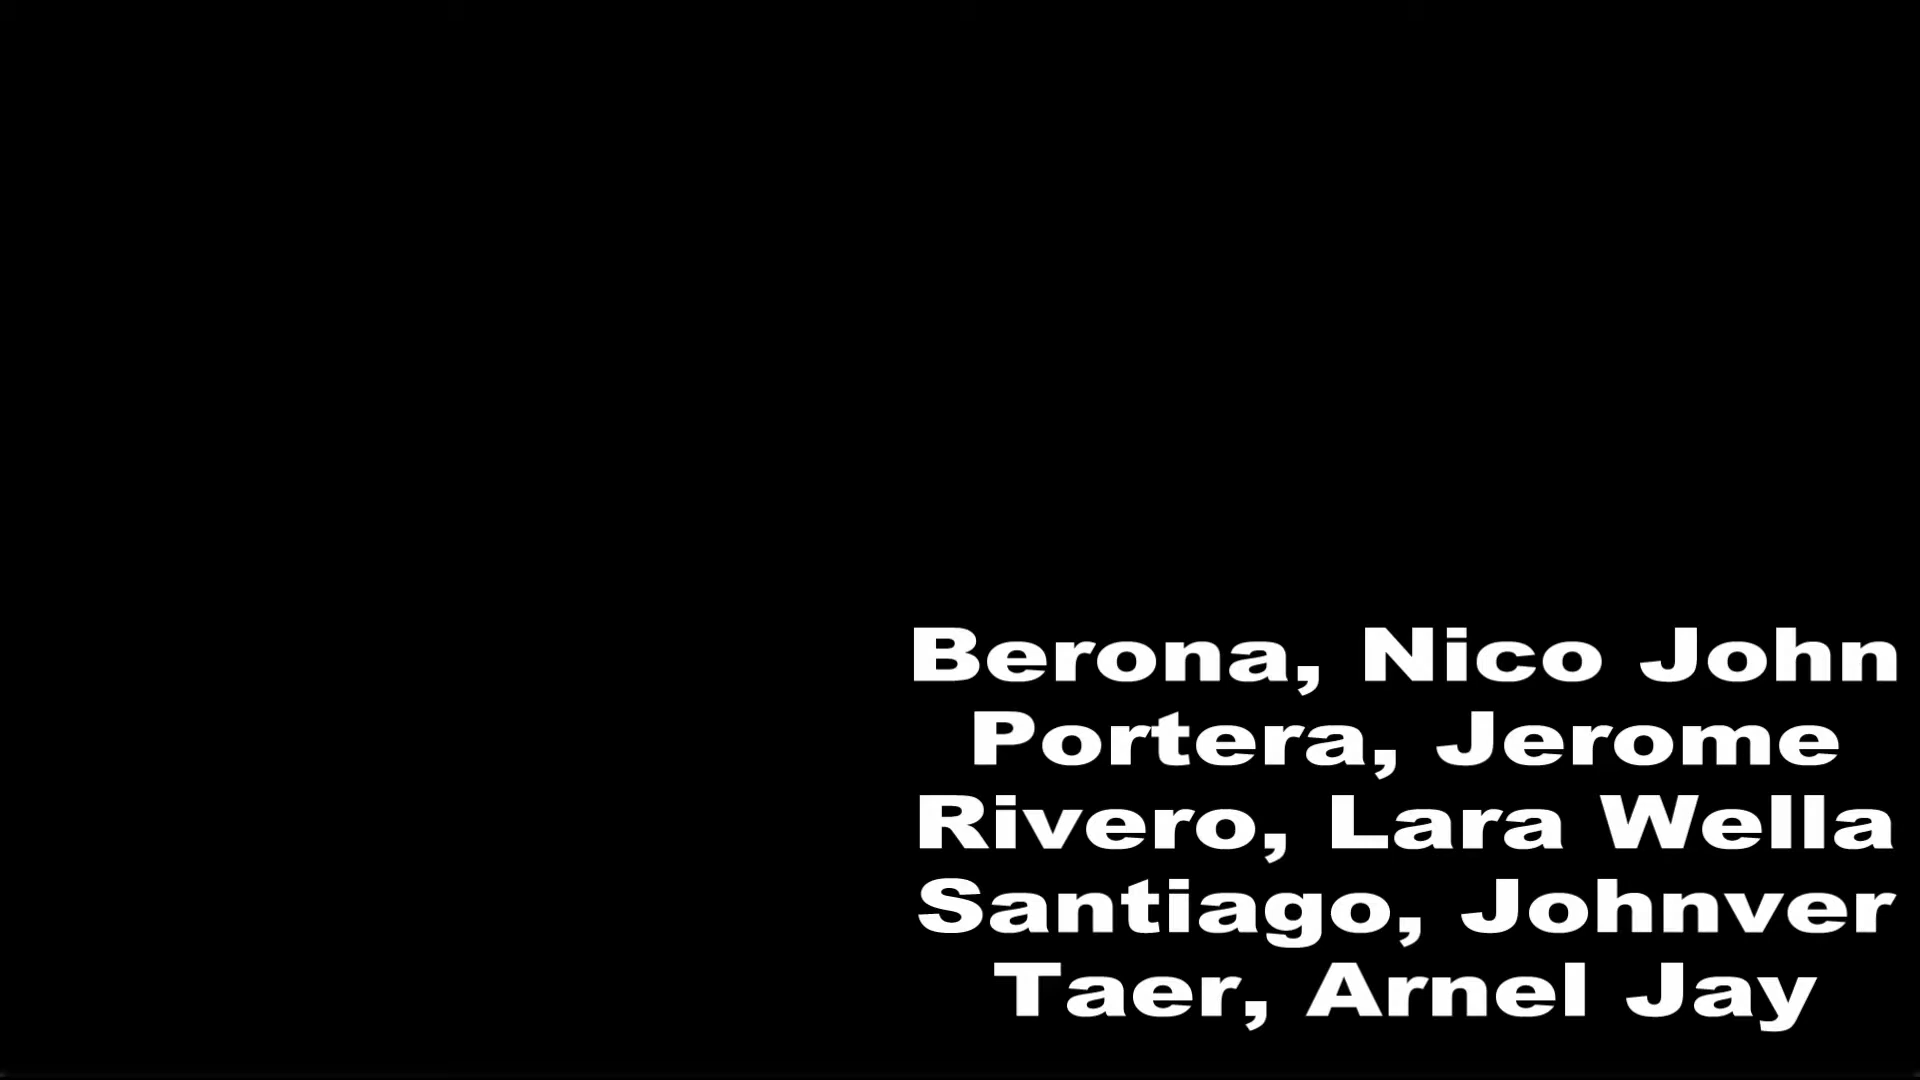 Berona, Nico John
Portera, Jerome
Rivero, Lara Wella
Santiago, Johnver
Taer, Arnel Jay